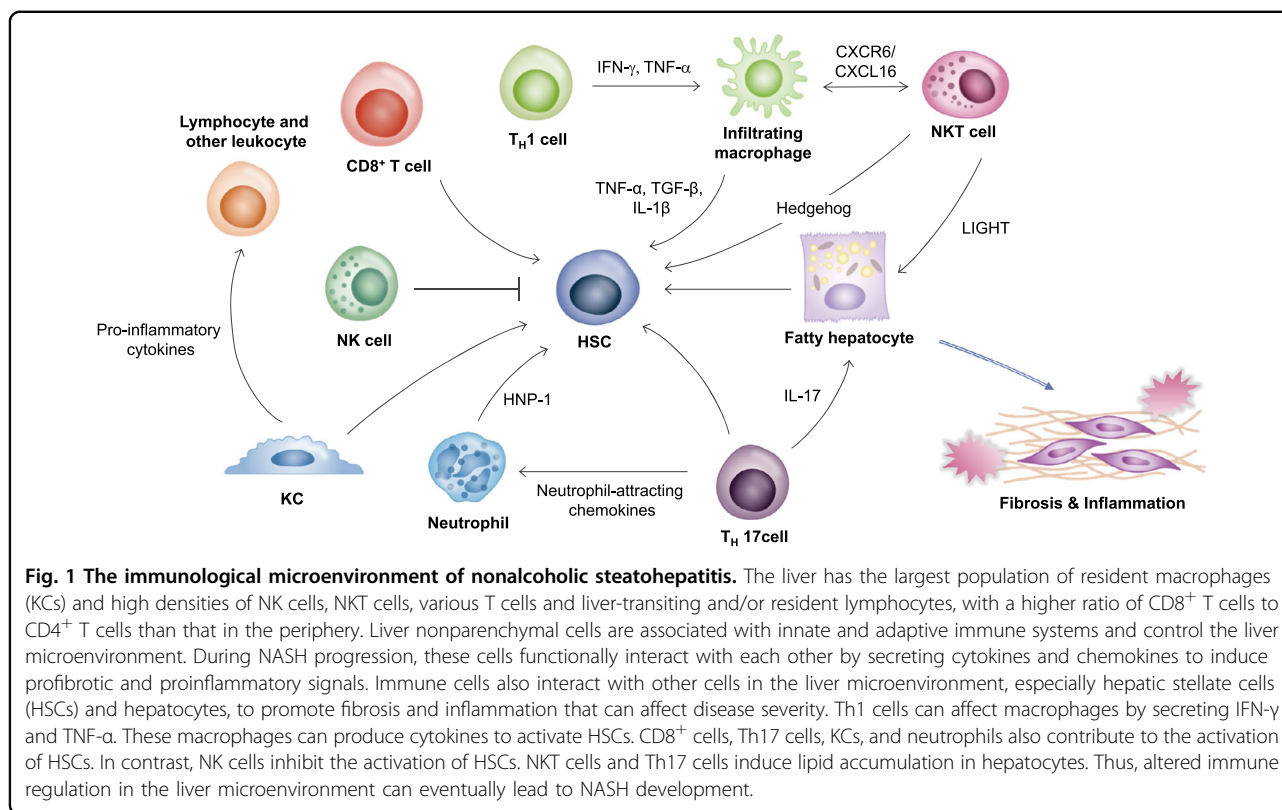 IFN-γ, TNF-α
CXCR6/
CXCL16
Lymphocyte and
other leukocyte
CD8⁺ T cell
T_H1 cell
Infiltrating
macrophage
NKT cell
TNF-α, TGF-β,
IL-1β
Hedgehog
LIGHT
Pro-inflammatory
cytokines
NK cell
HSC
Fatty hepatocyte
HNP-1
IL-17
KC
Neutrophil
Neutrophil-attracting
chemokines
T_H 17cell
Fibrosis & Inflammation
Fig. 1 The immunological microenvironment of nonalcoholic steatohepatitis. The liver has the largest population of resident macrophages
(KCs) and high densities of NK cells, NKT cells, various T cells and liver-transiting and/or resident lymphocytes, with a higher ratio of CD8⁺ T cells to
CD4⁺ T cells than that in the periphery. Liver nonparenchymal cells are associated with innate and adaptive immune systems and control the liver
microenvironment. During NASH progression, these cells functionally interact with each other by secreting cytokines and chemokines to induce
profibrotic and proinflammatory signals. Immune cells also interact with other cells in the liver microenvironment, especially hepatic stellate cells
(HSCs) and hepatocytes, to promote fibrosis and inflammation that can affect disease severity. Th1 cells can affect macrophages by secreting IFN-γ
and TNF-α. These macrophages can produce cytokines to activate HSCs. CD8⁺ cells, Th17 cells, KCs, and neutrophils also contribute to the activation
of HSCs. In contrast, NK cells inhibit the activation of HSCs. NKT cells and Th17 cells induce lipid accumulation in hepatocytes. Thus, altered immune
regulation in the liver microenvironment can eventually lead to NASH development.